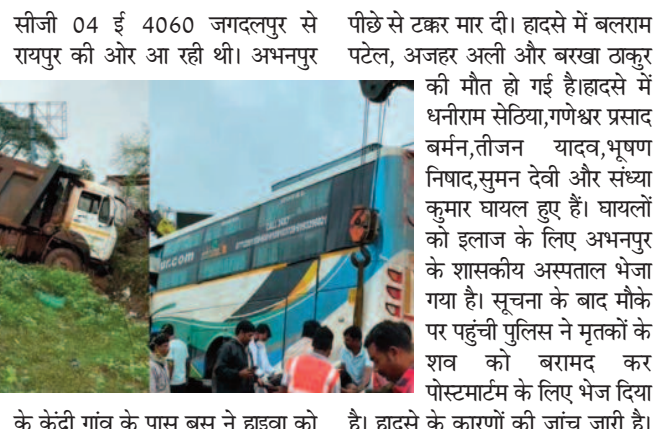 सीजी 04 ई 4060 जगदलपुर से
रायपुर की ओर आ रही थी। अभनपुर
के केंद्री गांव के पास बस ने हाइवा को
पीछे से टक्कर मार दी। हादसे में बलराम
पटेल, अजहर अली और बरखा ठाकुर
की मौत हो गई है।हादसे में
धनीराम सेठिया,गणेश्वर प्रसाद
बर्मन,तीजन यादव,भूषण
निषाद,सुमन देवी और संध्या
कुमार घायल हुए हैं। घायलों
को इलाज के लिए अभनपुर
के शासकीय अस्पताल भेजा
गया है। सूचना के बाद मौके
पर पहुंची पुलिस ने मृतकों के
शव को बरामद कर
पोस्टमार्टम के लिए भेज दिया
है। हादसे के कारणों की जांच जारी है।
ur.com